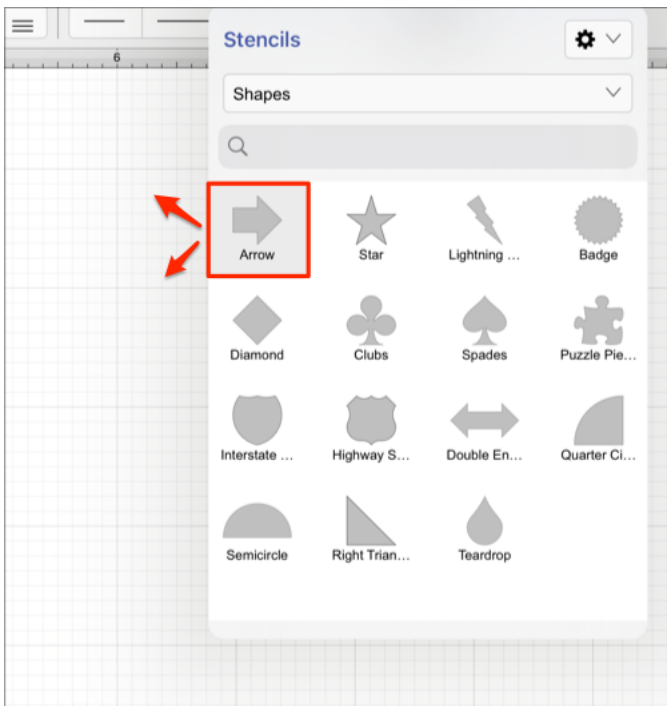 Stencils
6
Shapes
Arrow Star Lightning ... Badge
Diamond Clubs Spades Puzzle Pie...
Interstate ... Highway S... Double En... Quarter Ci...
Semicircle Right Trian... Teardrop